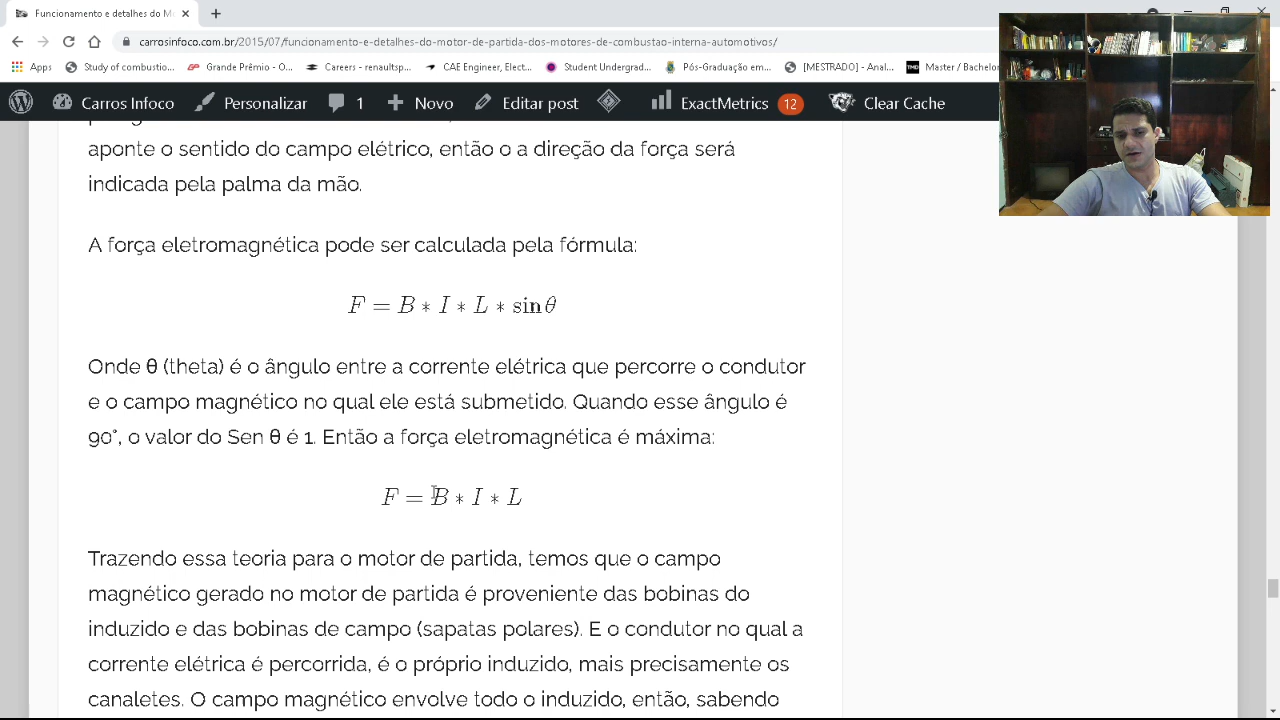 Funcionamento e detalhes do Mo
carrosinfoco.com.br/2015/07/funcionamento-e-detalhes-do-motor-de-partida-dos-motores-de-combustao-interna-automotivos/
Apps Study of combustio... Grande Prêmio - O... Careers - renaultsp... CAE Engineer, Elect... Student Undergrad... Pós-Graduação em... [MESTRADO] - Anal... TMD Master / Bachelor
Carros Infoco Personalizar 1 Novo Editar post ExactMetrics 12 Clear Cache
aponte o sentido do campo elétrico, então o a direção da força será
indicada pela palma da mão.
A força eletromagnética pode ser calculada pela fórmula:
F = B ∗ I ∗ L ∗ sin θ
Onde θ (theta) é o ângulo entre a corrente elétrica que percorre o condutor
e o campo magnético no qual ele está submetido. Quando esse ângulo é
90°, o valor do Sen θ é 1. Então a força eletromagnética é máxima:
F = B ∗ I ∗ L
Trazendo essa teoria para o motor de partida, temos que o campo
magnético gerado no motor de partida é proveniente das bobinas do
induzido e das bobinas de campo (sapatas polares). E o condutor no qual a
corrente elétrica é percorrida, é o próprio induzido, mais precisamente os
canaletes. O campo magnético envolve todo o induzido, então, sabendo